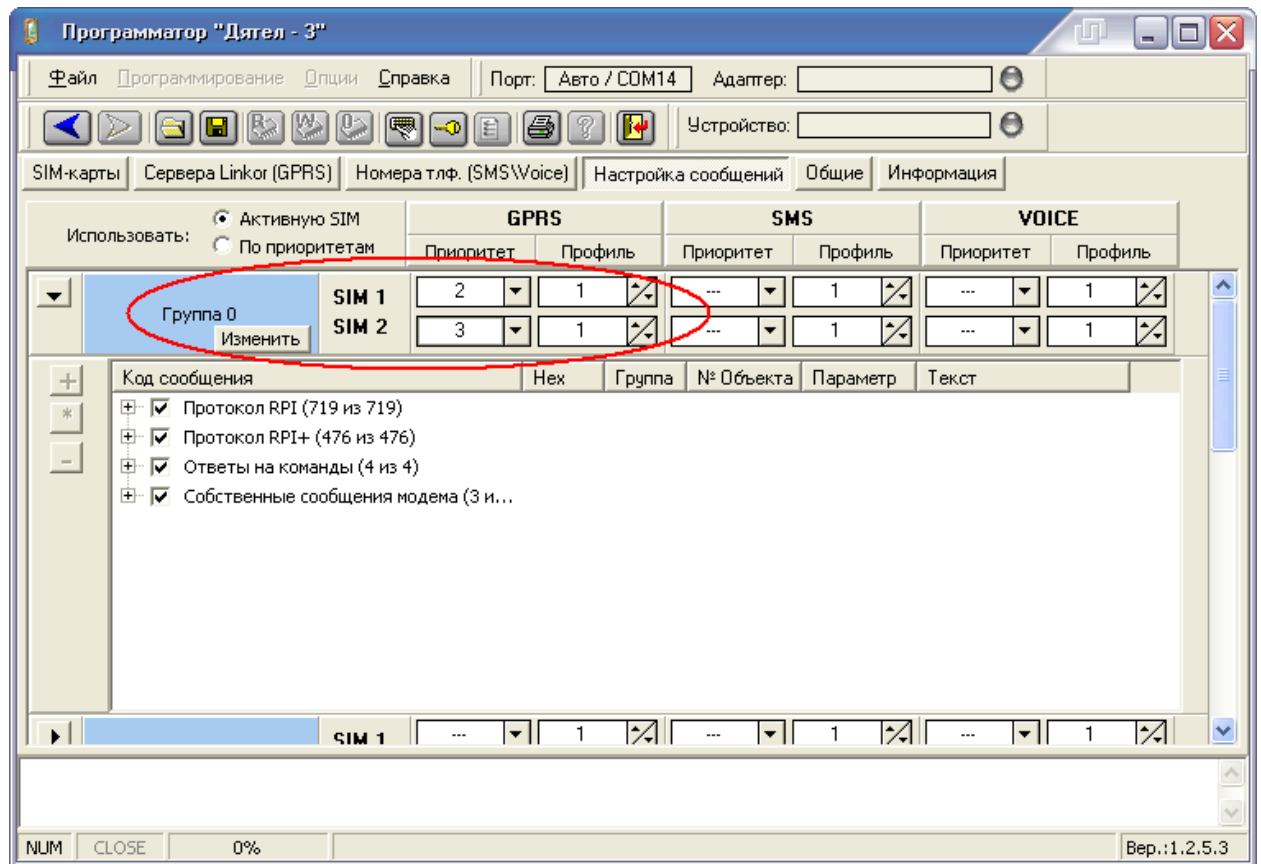 Программатор "Дятел - 3"
Файл Программирование Опции Справка Порт: Авто / COM14 Адаптер:
Устройство:
SIM-карты Сервера Linkor (GPRS) Номера тлф. (SMS\Voice) Настройка сообщений Общие Информация
Использовать: Активную SIM По приоритетам GPRS SMS VOICE
Приоритет Профиль Приоритет Профиль Приоритет Профиль
Группа 0 Изменить
SIM 1 2 1 --- 1 --- 1
SIM 2 3 1 --- 1 --- 1
Код сообщения Hex Группа № Объекта Параметр Текст
Протокол RPI (719 из 719)
Протокол RPI+ (476 из 476)
Ответы на команды (4 из 4)
Собственные сообщения модема (3 и...
SIM 1 --- 1 --- 1 --- 1
NUM CLOSE 0% Вер.:1.2.5.3